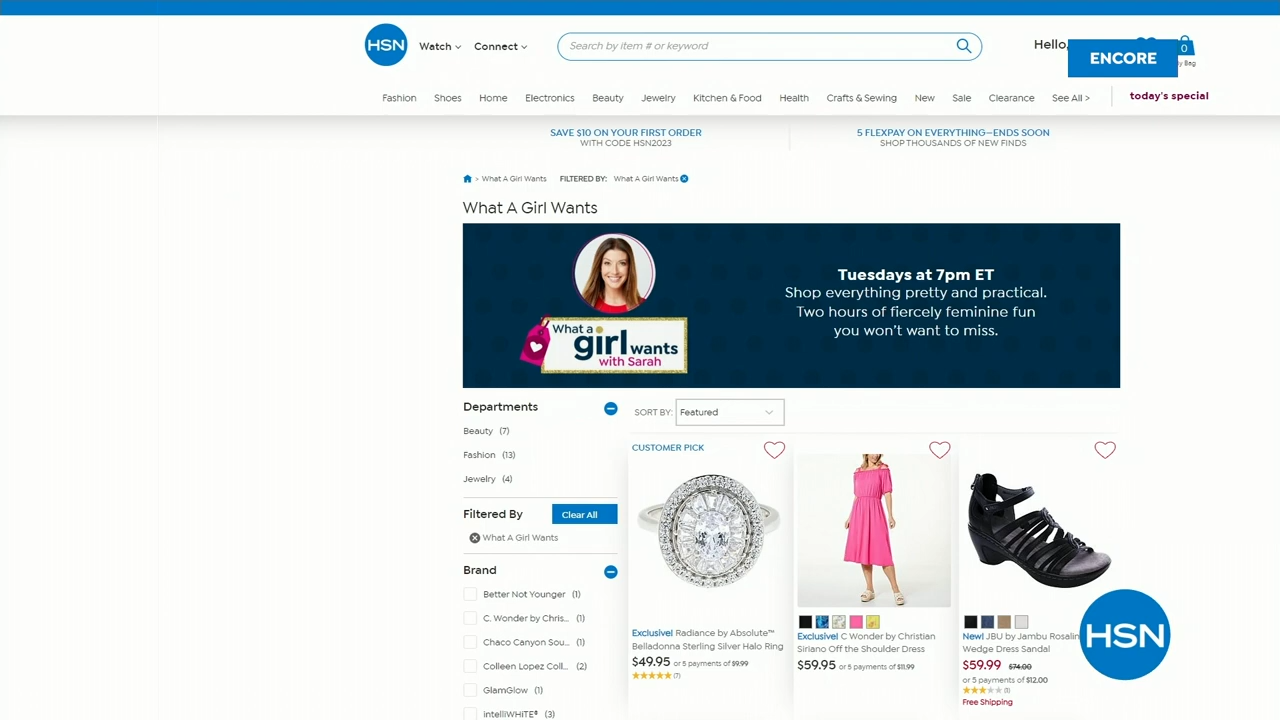 HSN
Watch
Connect
Search by item # or keyword
Hello,
ENCORE
0
Bag
Fashion
Shoes
Home
Electronics
Beauty
Jewelry
Kitchen & Food
Health
Crafts & Sewing
New
Sale
Clearance
See All >
today's special
SAVE $10 ON YOUR FIRST ORDER
WITH CODE HSN2023
5 FLEXPAY ON EVERYTHING—ENDS SOON
SHOP THOUSANDS OF NEW FINDS
> What A Girl Wants
FILTERED BY: What A Girl Wants
What A Girl Wants
What a
girl wants
with Sarah
Tuesdays at 7pm ET
Shop everything pretty and practical.
Two hours of fiercely feminine fun
you won't want to miss.
Departments
Beauty (7)
Fashion (13)
Jewelry (4)
Filtered By
Clear All
What A Girl Wants
Brand
Better Not Younger (1)
C. Wonder by Chris... (1)
Chaco Canyon Sou... (1)
Colleen Lopez Coll... (2)
GlamGlow (1)
intelliWHiTE® (3)
SORT BY: Featured
CUSTOMER PICK
Exclusive! Radiance by Absolute™
Belladonna Sterling Silver Halo Ring
$49.95 or 5 payments of $9.99
(7)
Exclusive! C Wonder by Christian
Siriano Off the Shoulder Dress
$59.95 or 5 payments of $11.99
New! JBU by Jambu Rosalin
Wedge Dress Sandal
$59.99 $74.00
or 5 payments of $12.00
Free Shipping
HSN